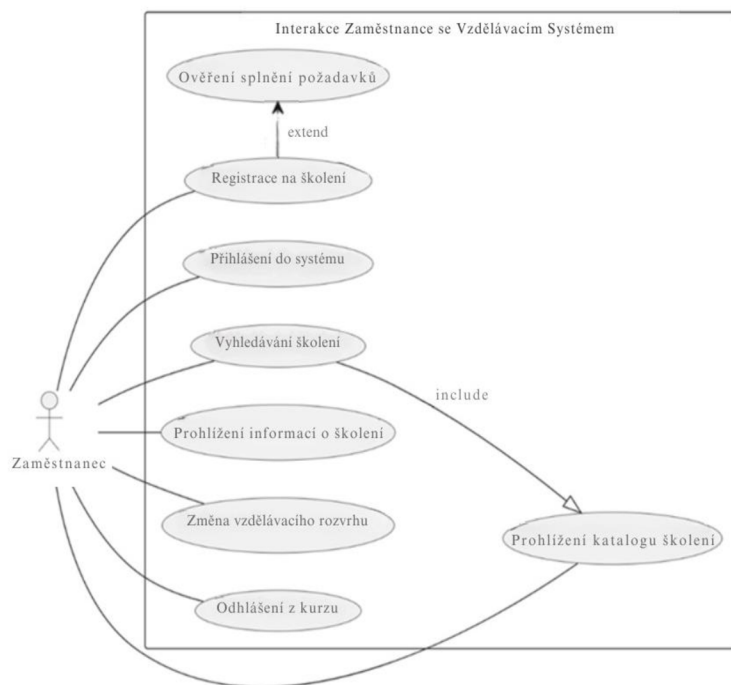 Interakce Zaměstnance se Vzdělávacím Systémem
Ověření splnění požadavků
extend
Registrace na školení
Přihlášení do systému
Vyhledávání školení
include
Prohlížení informací o školení
Zaměstnanec
Změna vzdělávacího rozvrhu
Prohlížení katalogu školení
Odhlášení z kurzu